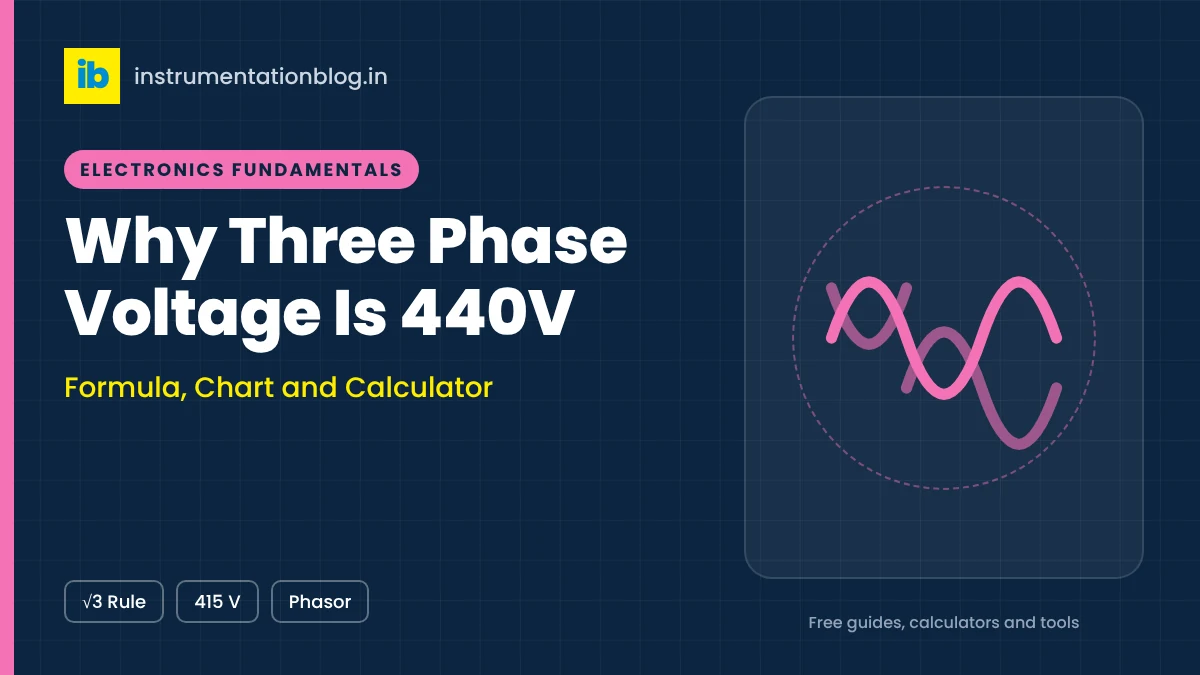 ib
instrumentationblog.in
ELECTRONICS FUNDAMENTALS
Why Three Phase
Voltage Is 440V
Formula, Chart and Calculator
√3 Rule
415 V
Phasor
Free guides, calculators and tools